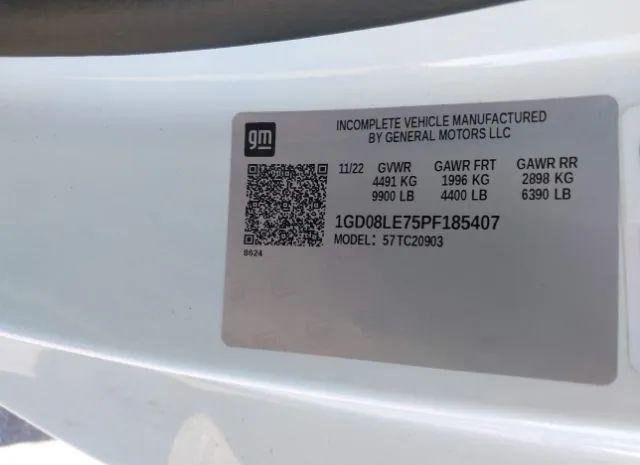 gm
INCOMPLETE VEHICLE MANUFACTURED
BY GENERAL MOTORS LLC
11/22 GVWR GAWR FRT GAWR RR
4491 KG 1996 KG 2898 KG
9900 LB 4400 LB 6390 LB
1GD08LE75PF185407
MODEL: 57TC20903
8624